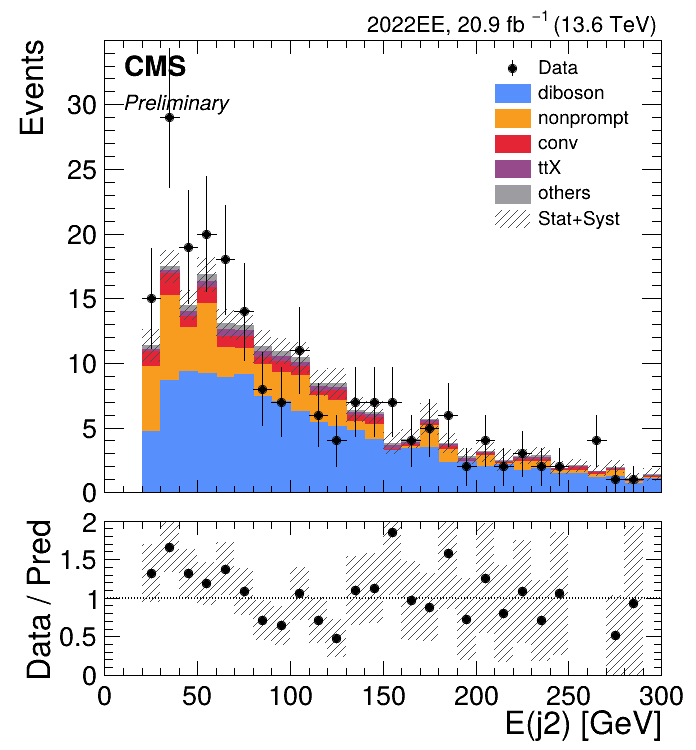 2022EE, 20.9 fb⁻¹ (13.6 TeV)
CMS
Preliminary
Events
Data
diboson
nonprompt
conv
ttX
others
Stat+Syst
30
25
20
15
10
5
0
Data / Pred
2
1.5
1
0.5
0
0 50 100 150 200 250 300
E(j2) [GeV]